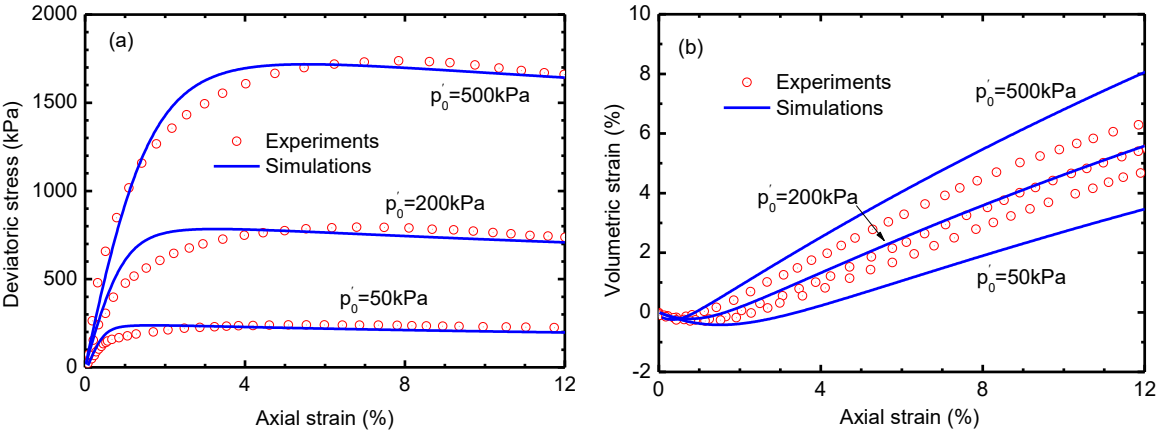 2000
1500
1000
500
0
0
4
8
12
Deviatoric stress (kPa)
Axial strain (%)
(a)
p'0=500kPa
Experiments
Simulations
p'0=200kPa
p'0=50kPa
10
8
6
4
2
0
-2
0
4
8
12
Volumetric strain (%)
Axial strain (%)
(b)
Experiments
Simulations
p'0=500kPa
p'0=200kPa
p'0=50kPa